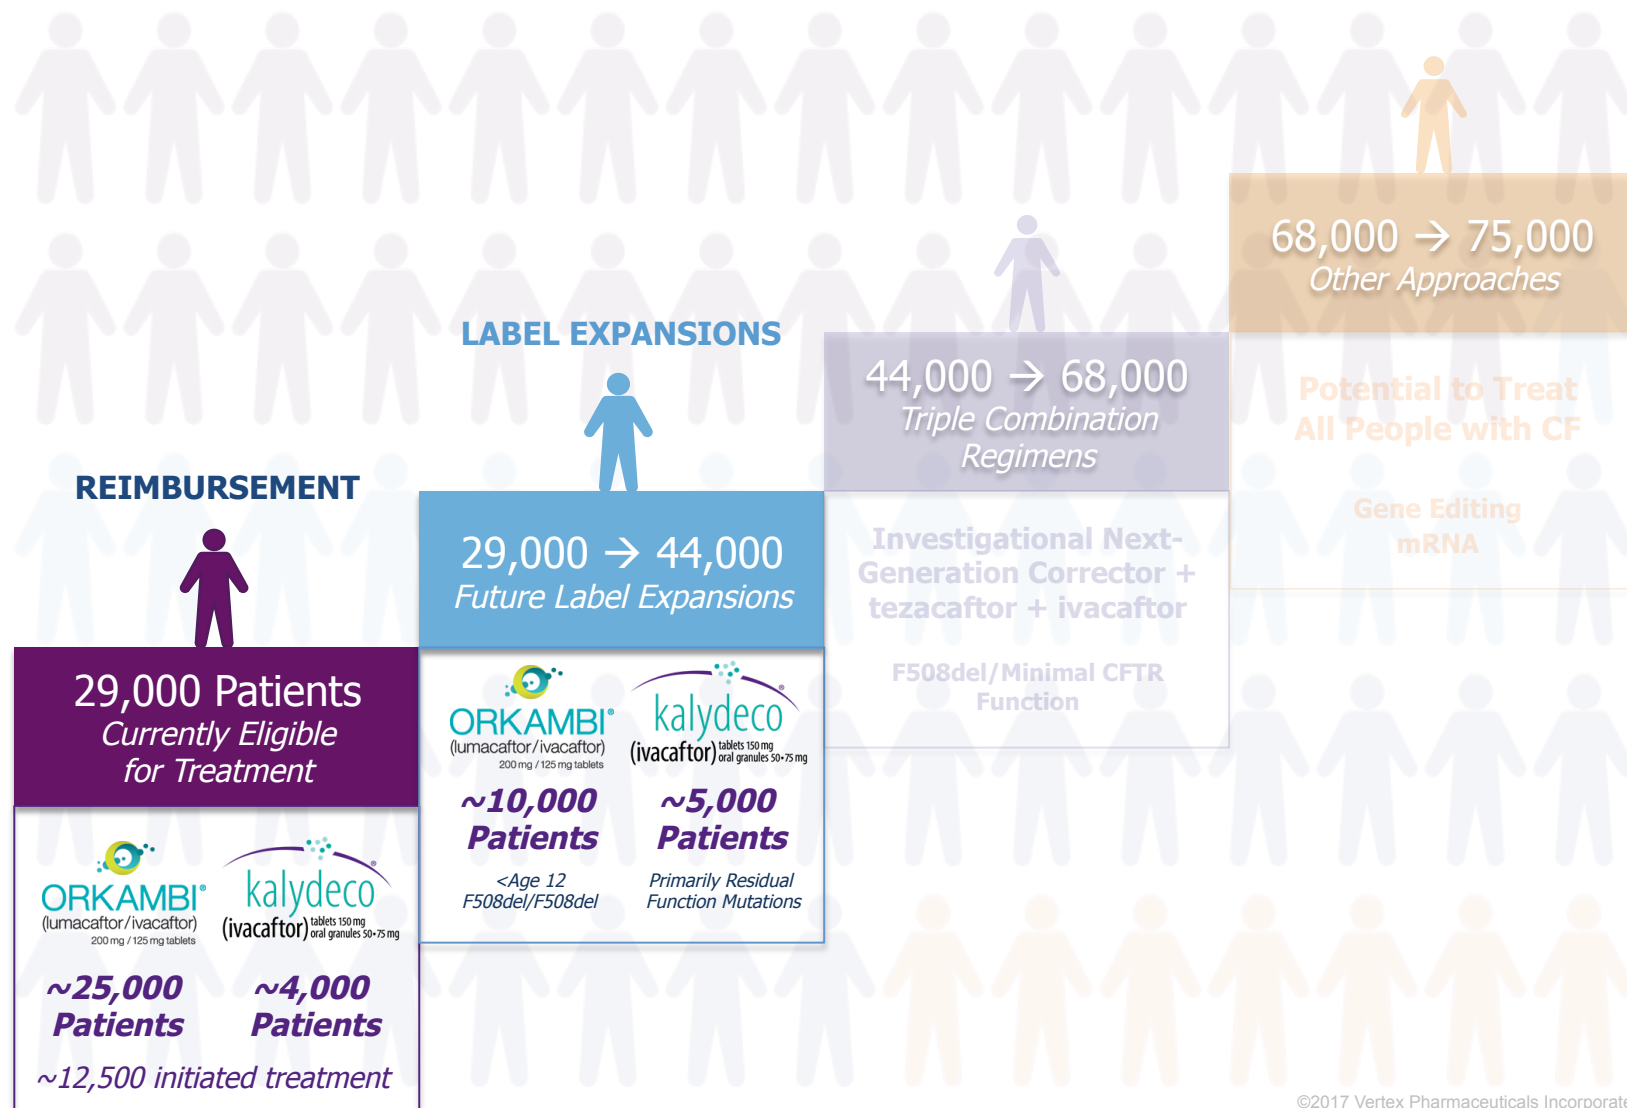 REIMBURSEMENT
29,000 Patients
Currently Eligible
for Treatment
ORKAMBI®
(lumacaftor/ivacaftor)
200 mg / 125 mg tablets
~25,000
Patients
kalydeco®
(ivacaftor) tablets 150 mg
oral granules 50•75 mg
~4,000
Patients
~12,500 initiated treatment
LABEL EXPANSIONS
29,000 → 44,000
Future Label Expansions
ORKAMBI®
(lumacaftor/ivacaftor)
200 mg / 125 mg tablets
~10,000
Patients
<Age 12
F508del/F508del
kalydeco®
(ivacaftor) tablets 150 mg
oral granules 50•75 mg
~5,000
Patients
Primarily Residual
Function Mutations
44,000 → 68,000
Triple Combination
Regimens
Investigational Next-
Generation Corrector +
tezacaftor + ivacaftor
F508del/Minimal CFTR
Function
68,000 → 75,000
Other Approaches
Potential to Treat
All People with CF
Gene Editing
mRNA
©2017 Vertex Pharmaceuticals Incorporate